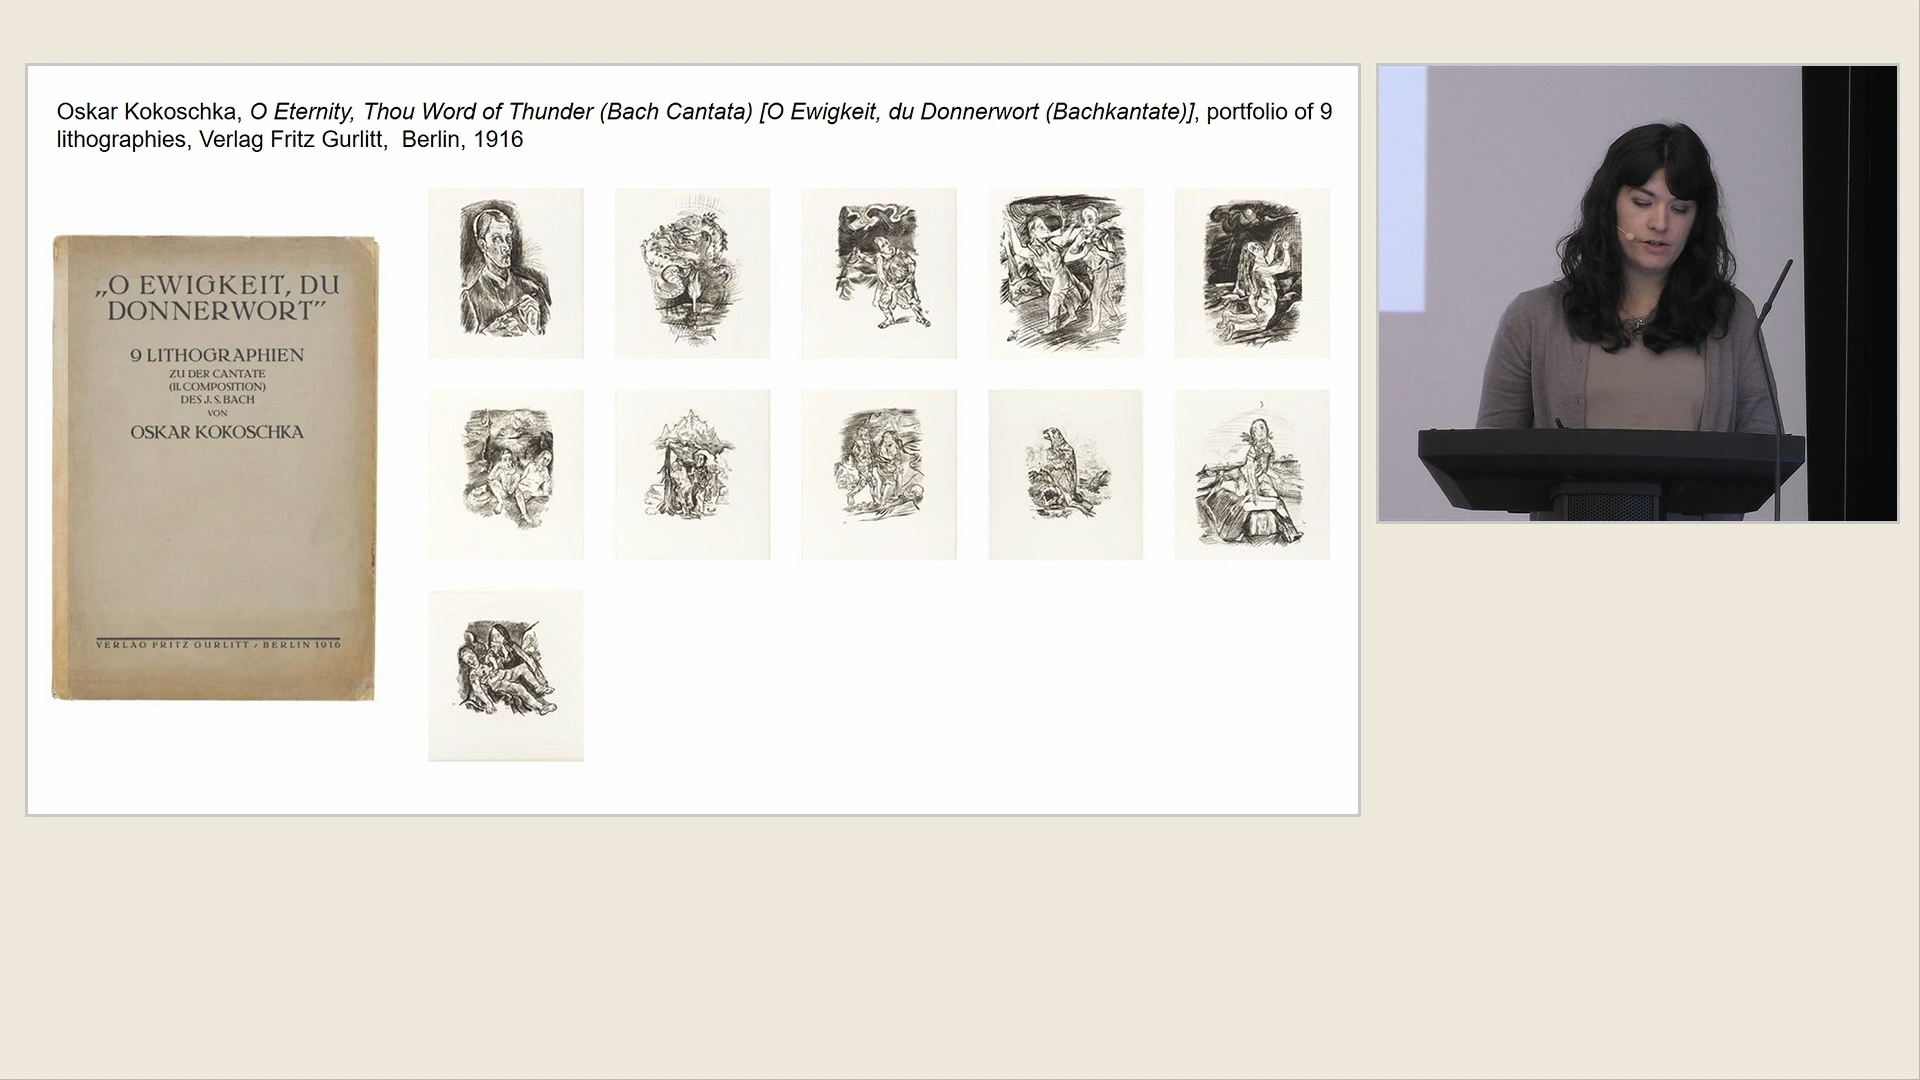 Oskar Kokoschka, O Eternity, Thou Word of Thunder (Bach Cantata) [O Ewigkeit, du Donnerwort (Bachkantate)], portfolio of 9
lithographies, Verlag Fritz Gurlitt,  Berlin, 1916
„O EWIGKEIT, DU
DONNERWORT”
9 LITHOGRAPHIEN
ZU DER CANTATE
(II. COMPOSITION)
DES J. S. BACH
VON
OSKAR KOKOSCHKA
VERLAG FRITZ GURLITT / BERLIN 1916